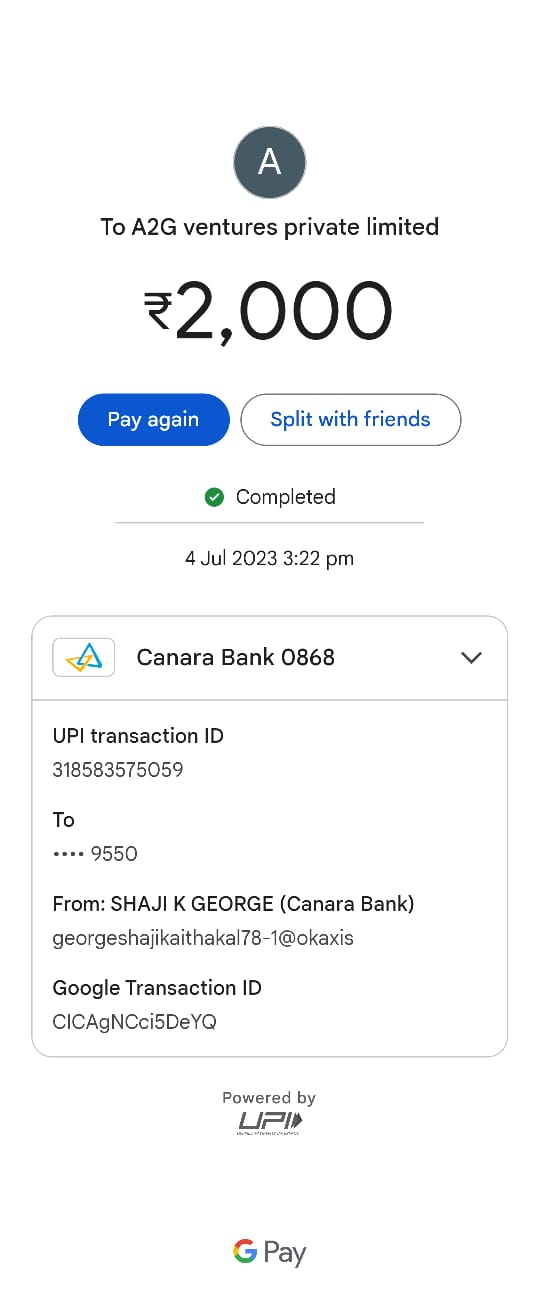 A
To A2G ventures private limited
₹2,000
Pay again
Split with friends
Completed
4 Jul 2023 3:22 pm
Canara Bank 0868
UPI transaction ID
318583575059
To
•••• 9550
From: SHAJI K GEORGE (Canara Bank)
georgeshajikaithakal78-1@okaxis
Google Transaction ID
CICAgNCci5DeYQ
Powered by
UPI
G Pay